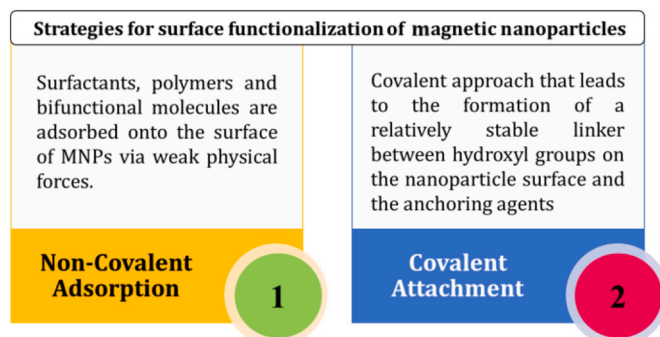 Strategies for surface functionalization of magnetic nanoparticles
Surfactants, polymers and
bifunctional molecules are
adsorbed onto the surface
of MNPs via weak physical
forces.
Non-Covalent
Adsorption
1
Covalent approach that leads
to the formation of a
relatively stable linker
between hydroxyl groups on
the nanoparticle surface and
the anchoring agents
Covalent
Attachment
2